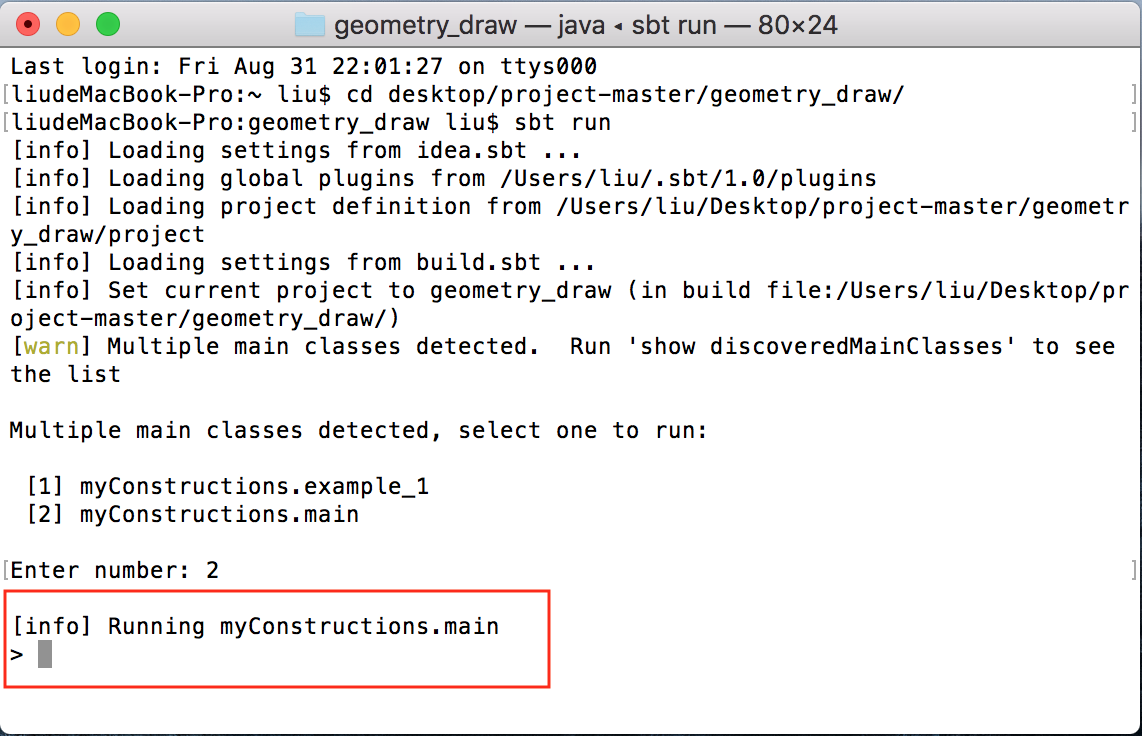 geometry_draw — java ◂ sbt run — 80×24
Last login: Fri Aug 31 22:01:27 on ttys000
[liudeMacBook-Pro:~ liu$ cd desktop/project-master/geometry_draw/ ]
[liudeMacBook-Pro:geometry_draw liu$ sbt run ]
[info] Loading settings from idea.sbt ...
[info] Loading global plugins from /Users/liu/.sbt/1.0/plugins
[info] Loading project definition from /Users/liu/Desktop/project-master/geometr
y_draw/project
[info] Loading settings from build.sbt ...
[info] Set current project to geometry_draw (in build file:/Users/liu/Desktop/pr
oject-master/geometry_draw/)
[warn] Multiple main classes detected.  Run 'show discoveredMainClasses' to see
the list
Multiple main classes detected, select one to run:
[1] myConstructions.example_1
[2] myConstructions.main
[Enter number: 2 ]
[info] Running myConstructions.main
>